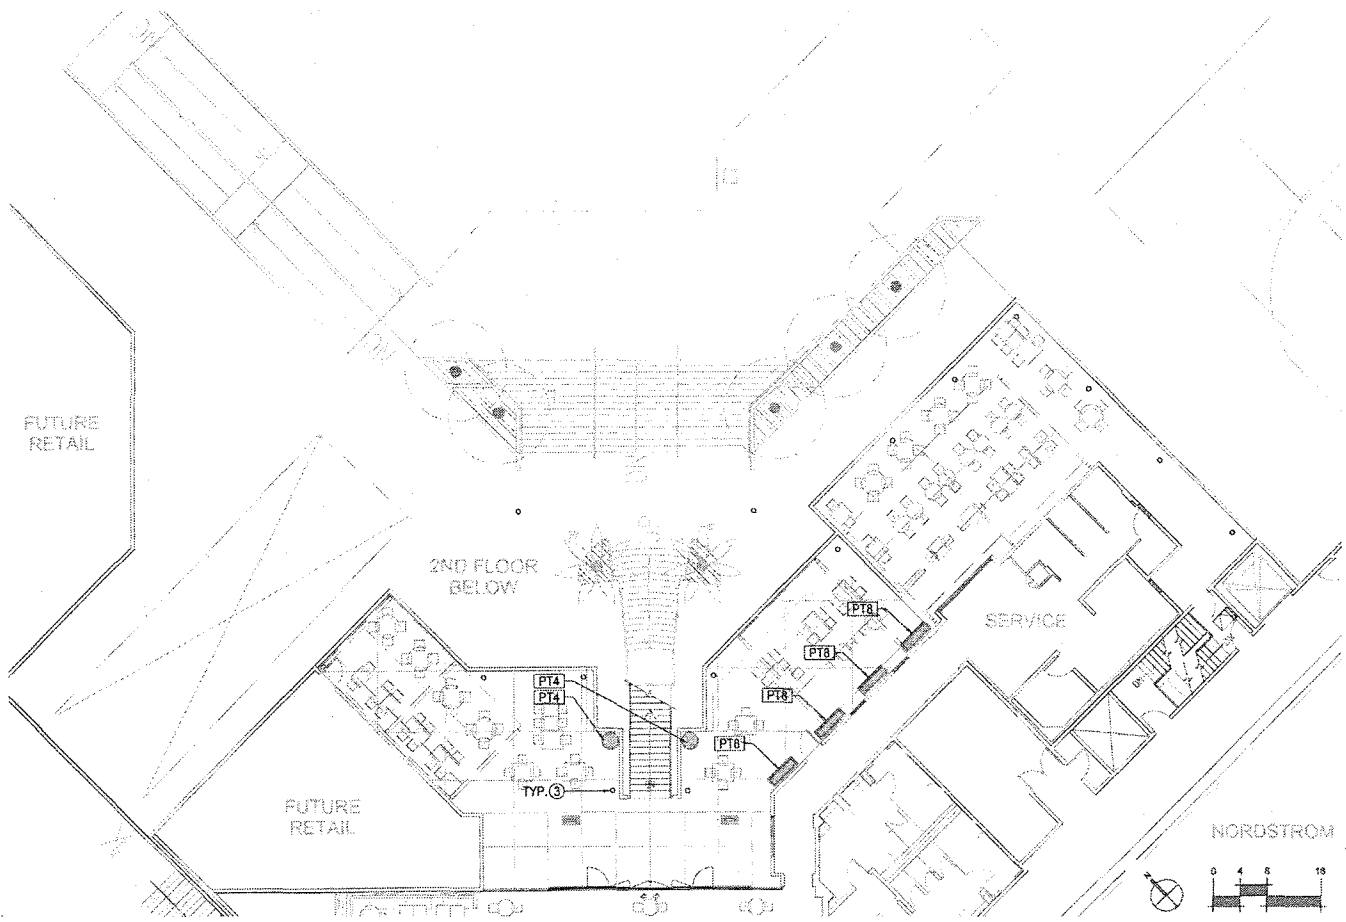 FUTURE
RETAIL
2ND FLOOR
BELOW
PT8
SERVICE
PT8
PT4
PT4
PT8
PT8
TYP. 3
FUTURE
RETAIL
NORDSTROM
N
0 4 8 16